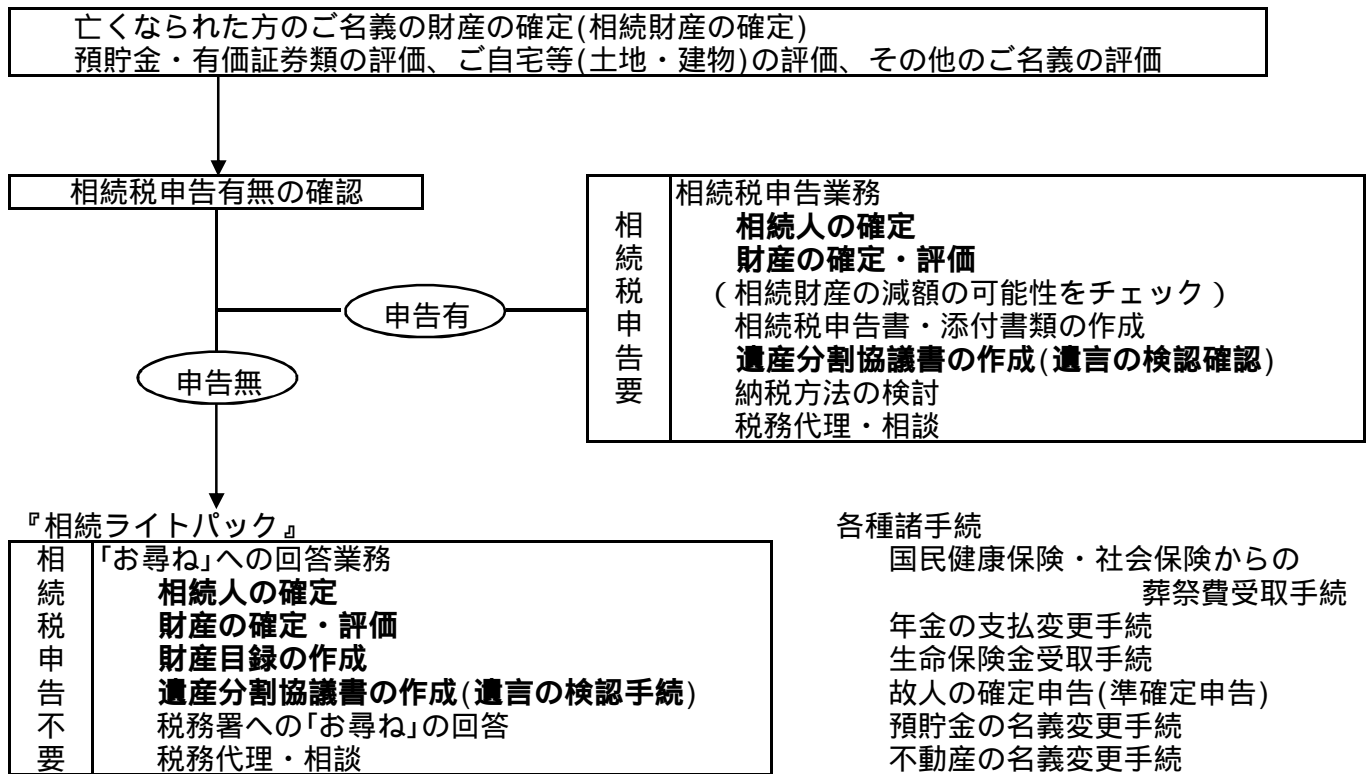 亡くなられた方のご名義の財産の確定(相続財産の確定)
預貯金・有価証券類の評価、ご自宅等(土地・建物)の評価、その他のご名義の評価
相続税申告有無の確認
申告有
申告無
相続税申告要
相続税申告業務
相続人の確定
財産の確定・評価
(相続財産の減額の可能性をチェック)
相続税申告書・添付書類の作成
遺産分割協議書の作成(遺言の検認確認)
納税方法の検討
税務代理・相談
『相続ライトパック』
相続税申告不要
「お尋ね」への回答業務
相続人の確定
財産の確定・評価
財産目録の作成
遺産分割協議書の作成(遺言の検認手続)
税務署への「お尋ね」の回答
税務代理・相談
各種諸手続
国民健康保険・社会保険からの
葬祭費受取手続
年金の支払変更手続
生命保険金受取手続
故人の確定申告(準確定申告)
預貯金の名義変更手続
不動産の名義変更手続